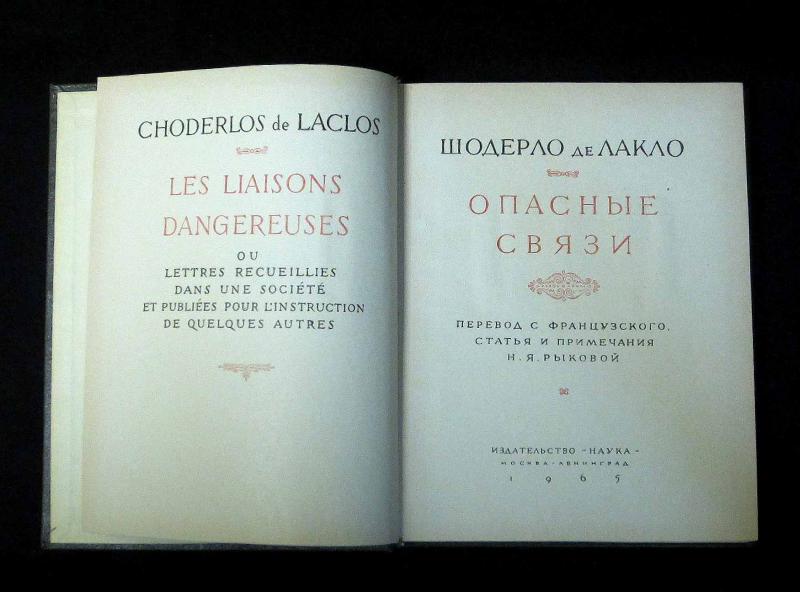 CHODERLOS de LACLOS
LES LIAISONS
DANGEREUSES
OU
LETTRES RECUEILLIES
DANS UNE SOCIÉTÉ
ET PUBLIÉES POUR L'INSTRUCTION
DE QUELQUES AUTRES
ШОДЕРЛО ДЕ ЛАКЛО
ОПАСНЫЕ
СВЯЗИ
ПЕРЕВОД С ФРАНЦУЗСКОГО,
СТАТЬЯ И ПРИМЕЧАНИЯ
Н. Я. РЫКОВОЙ
ИЗДАТЕЛЬСТВО «НАУКА»
МОСКВА-ЛЕНИНГРАД
1965